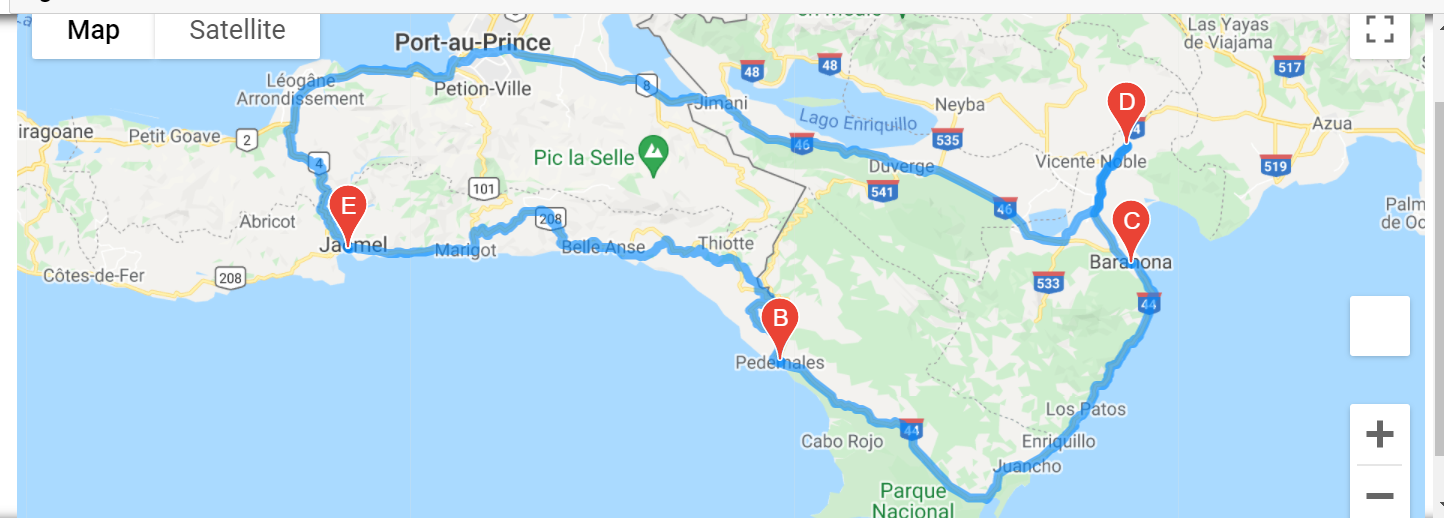 Map
Satellite
Port-au-Prince
Las Yayas
de Viajama
48
48
517
Léogâne
Arrondissement
Petion-Ville
8
Jimani
Neyba
D
Lago Enriquillo
Azua
iragoane
Petit Goave
2
46
535
Pic la Selle
Duverge
Vicente Noble
519
4
101
541
E
46
C
Palm
de Oc
Abricot
208
Jacmel
Marigot
Belle Anse
Thiotte
Barahona
Côtes-de-Fer
208
533
44
B
Pedernales
Los Patos
44
Cabo Rojo
Enriquillo
+
Juancho
Parque
Nacional
−